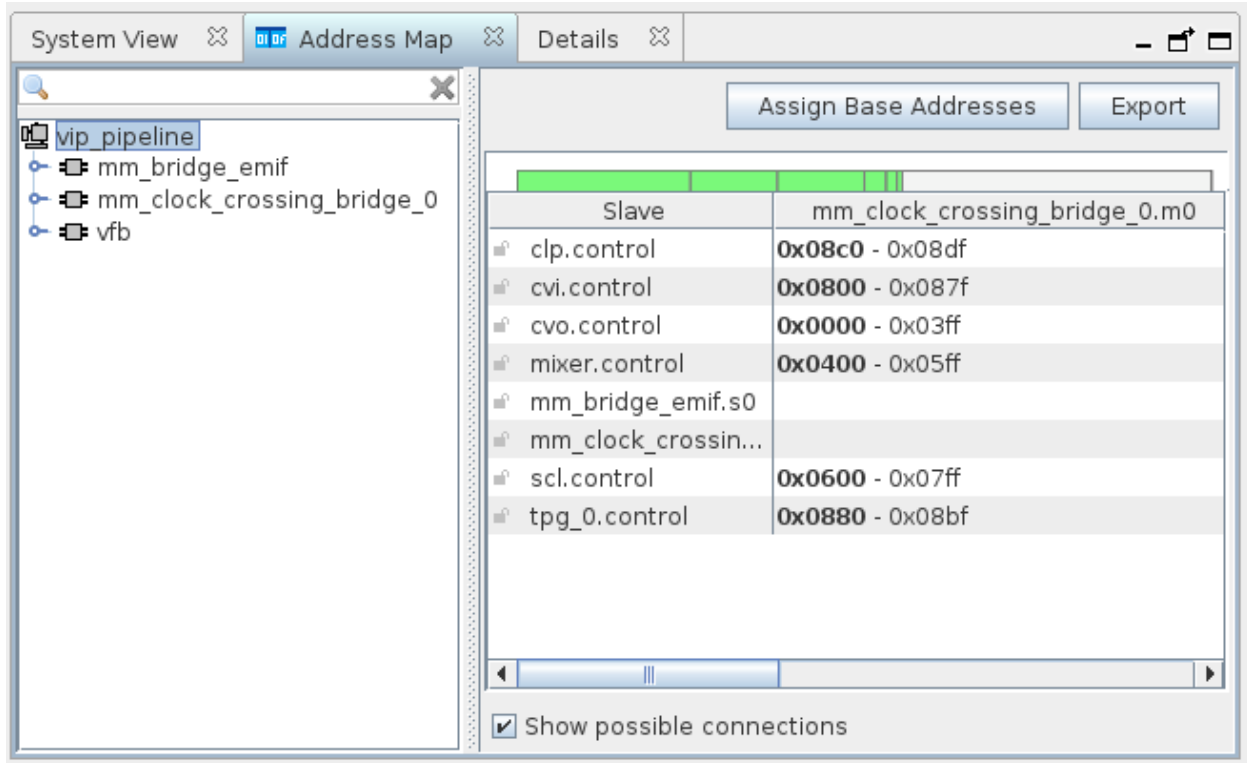 System View Address Map Details
Assign Base Addresses Export
vip_pipeline
mm_bridge_emif
mm_clock_crossing_bridge_0
vfb
Slave mm_clock_crossing_bridge_0.m0
clp.control 0x08c0 - 0x08df
cvi.control 0x0800 - 0x087f
cvo.control 0x0000 - 0x03ff
mixer.control 0x0400 - 0x05ff
mm_bridge_emif.s0
mm_clock_crossin...
scl.control 0x0600 - 0x07ff
tpg_0.control 0x0880 - 0x08bf
Show possible connections